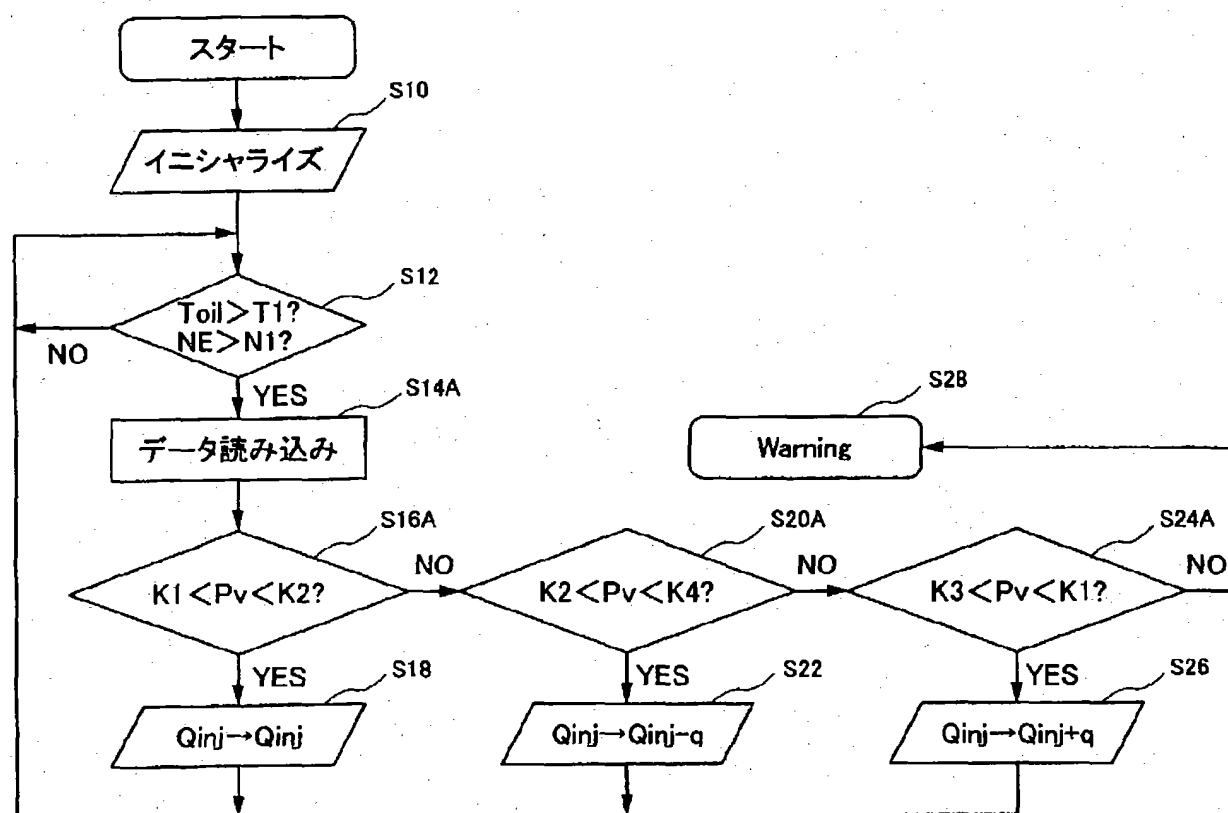 スタート
S10
イニシャライズ
S12
Toil>T1?
NE>N1?
NO
YES
S14A
データ読み込み
S28
Warning
S16A
K1<Pv<K2?
NO
S20A
K2<Pv<K4?
NO
S24A
K3<Pv<K1?
NO
YES
S18
Qinj→Qinj
YES
S22
Qinj→Qinj-q
YES
S26
Qinj→Qinj+q